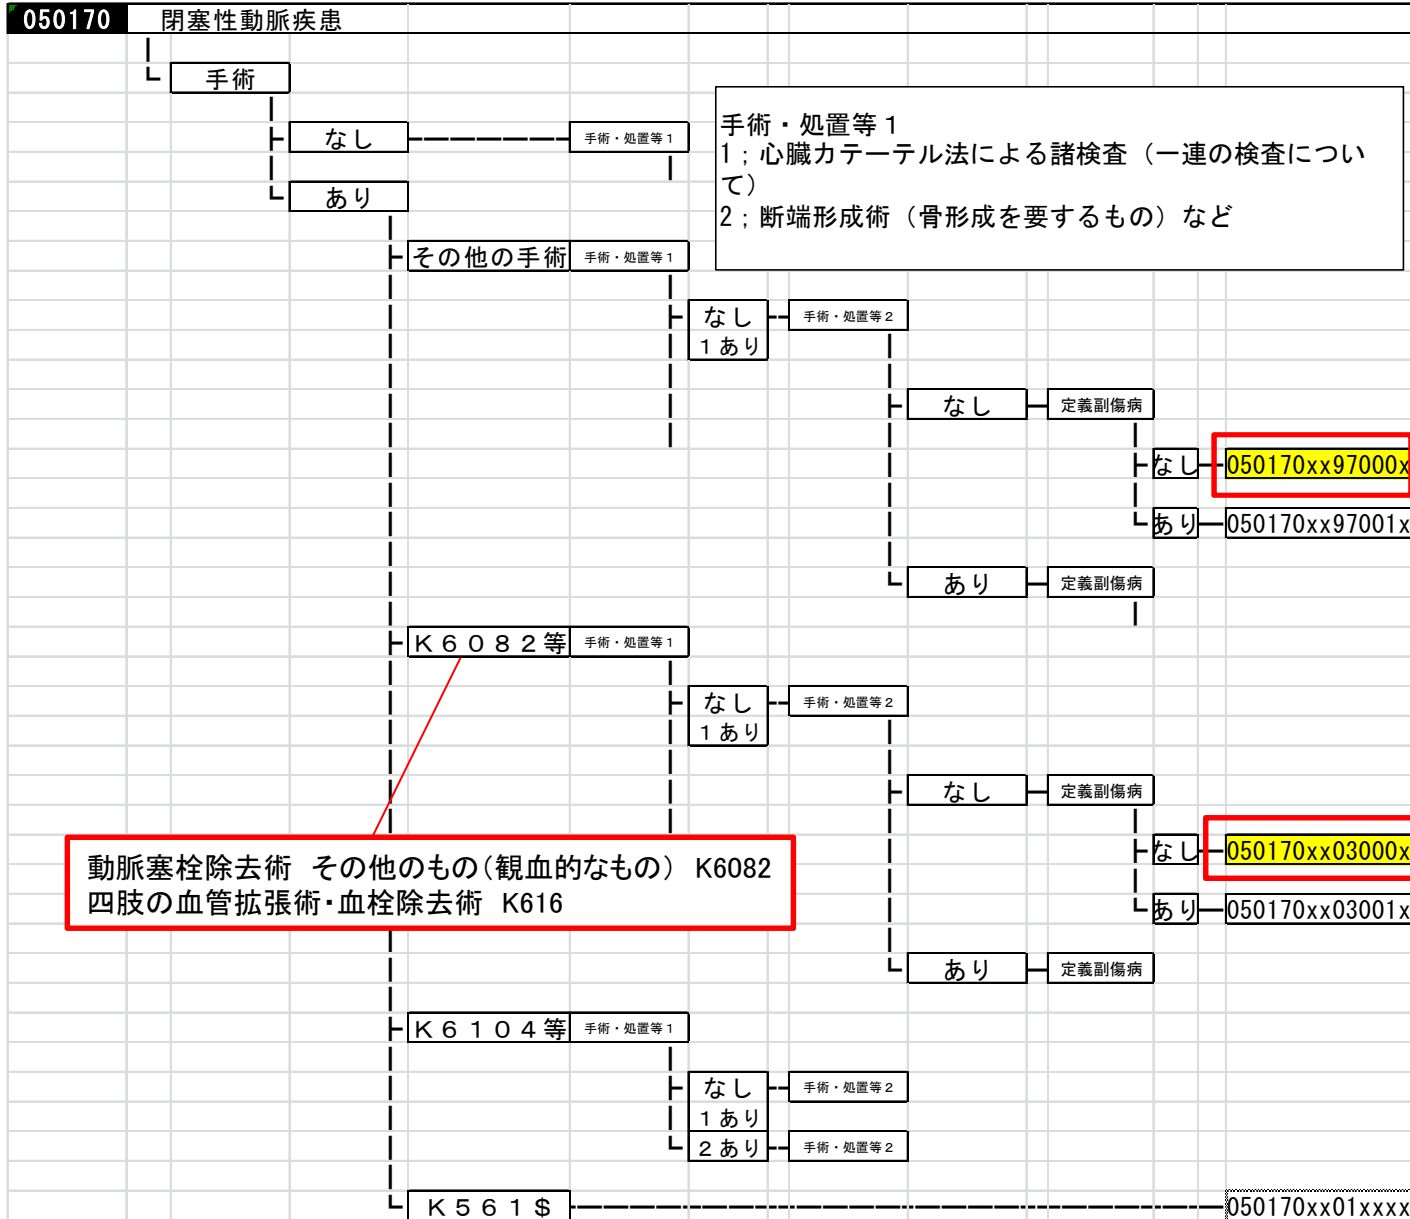 050170 閉塞性動脈疾患
手術
なし 手術・処置等1
あり
手術・処置等1
1；心臓カテーテル法による諸検査（一連の検査につい
て）
2；断端形成術（骨形成を要するもの）など
その他の手術 手術・処置等1
なし 手術・処置等2
1あり
なし 定義副傷病
なし 050170xx97000x
あり 050170xx97001x
あり 定義副傷病
K6082等 手術・処置等1
なし 手術・処置等2
1あり
なし 定義副傷病
なし 050170xx03000x
あり 050170xx03001x
動脈塞栓除去術 その他のもの（観血的なもの） K6082
四肢の血管拡張術・血栓除去術 K616
あり 定義副傷病
K6104等 手術・処置等1
なし 手術・処置等2
1あり
2あり 手術・処置等2
K561$ 050170xx01xxxx